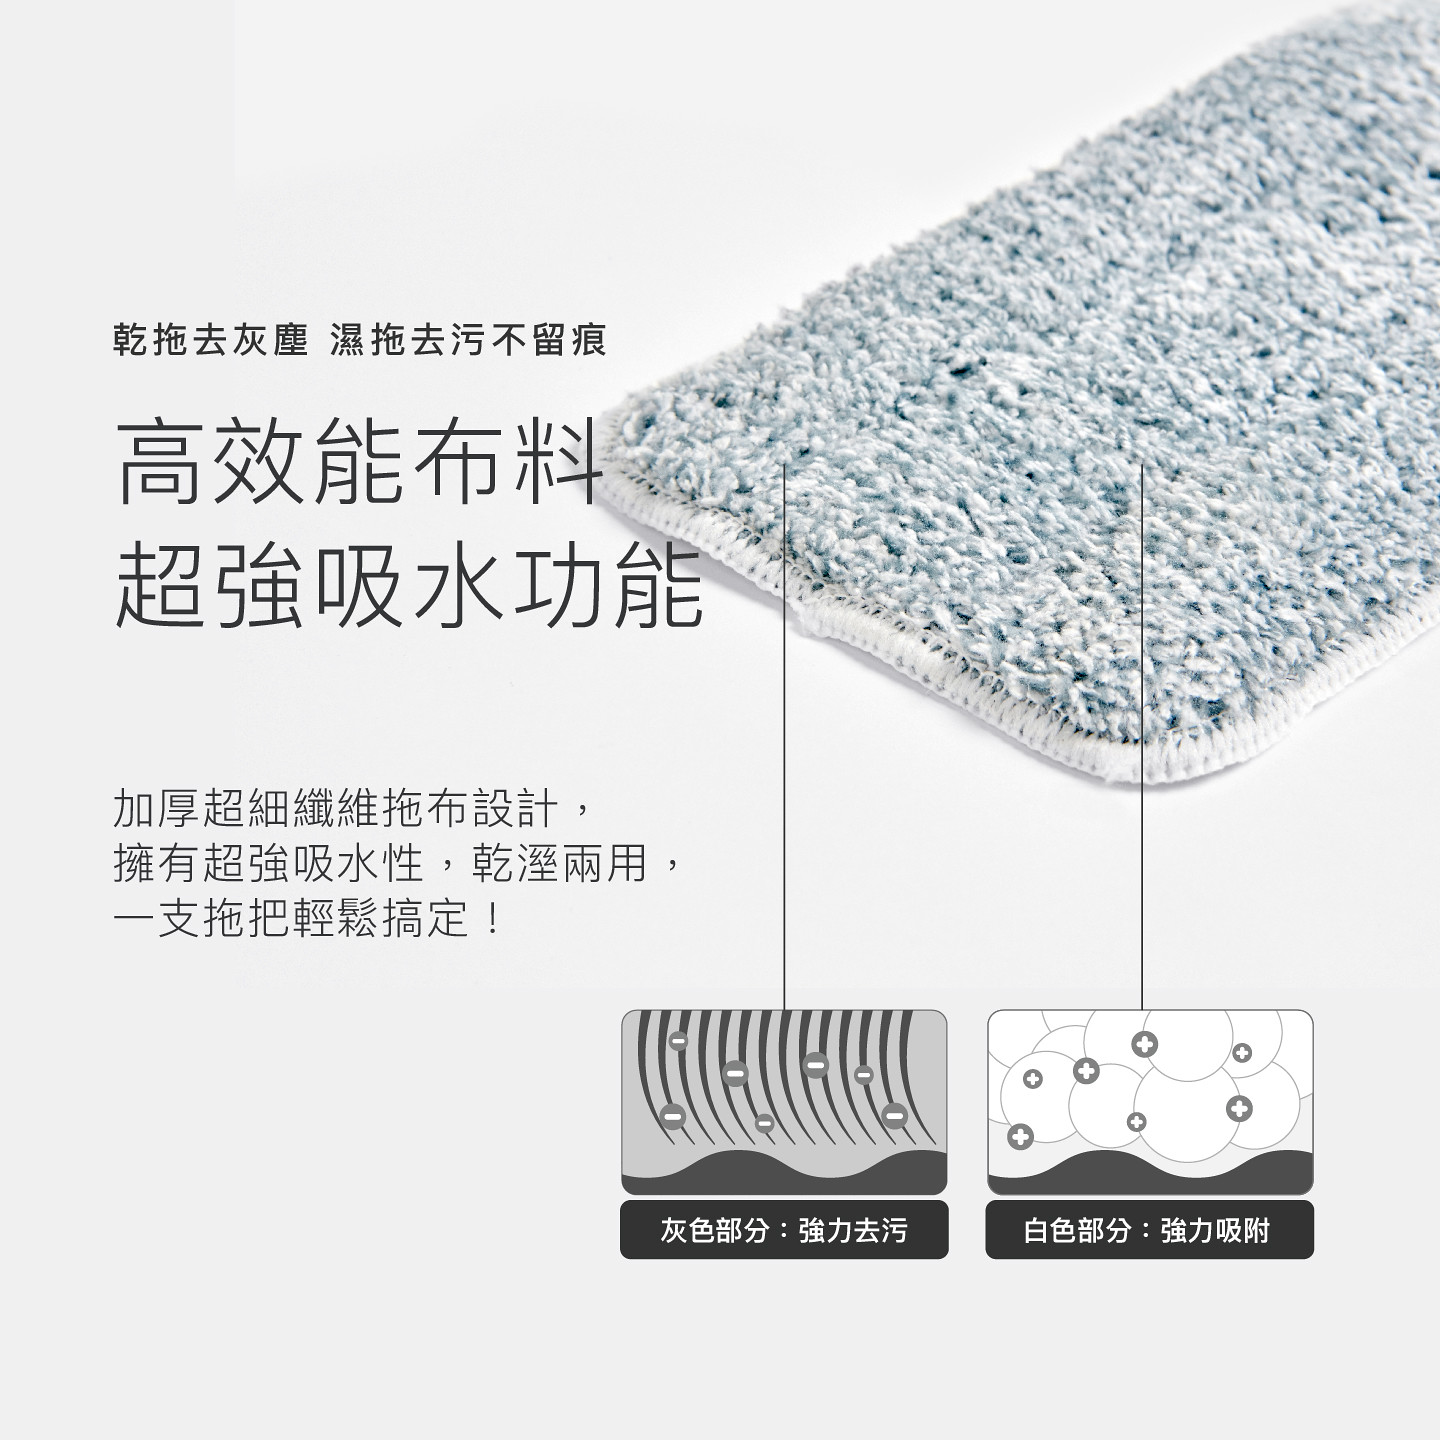 乾拖去灰塵 濕拖去污不留痕
高效能布料
超強吸水功能
加厚超細纖維拖布設計，
擁有超強吸水性，乾溼兩用，
一支拖把輕鬆搞定！
灰色部分：強力去污
白色部分：強力吸附